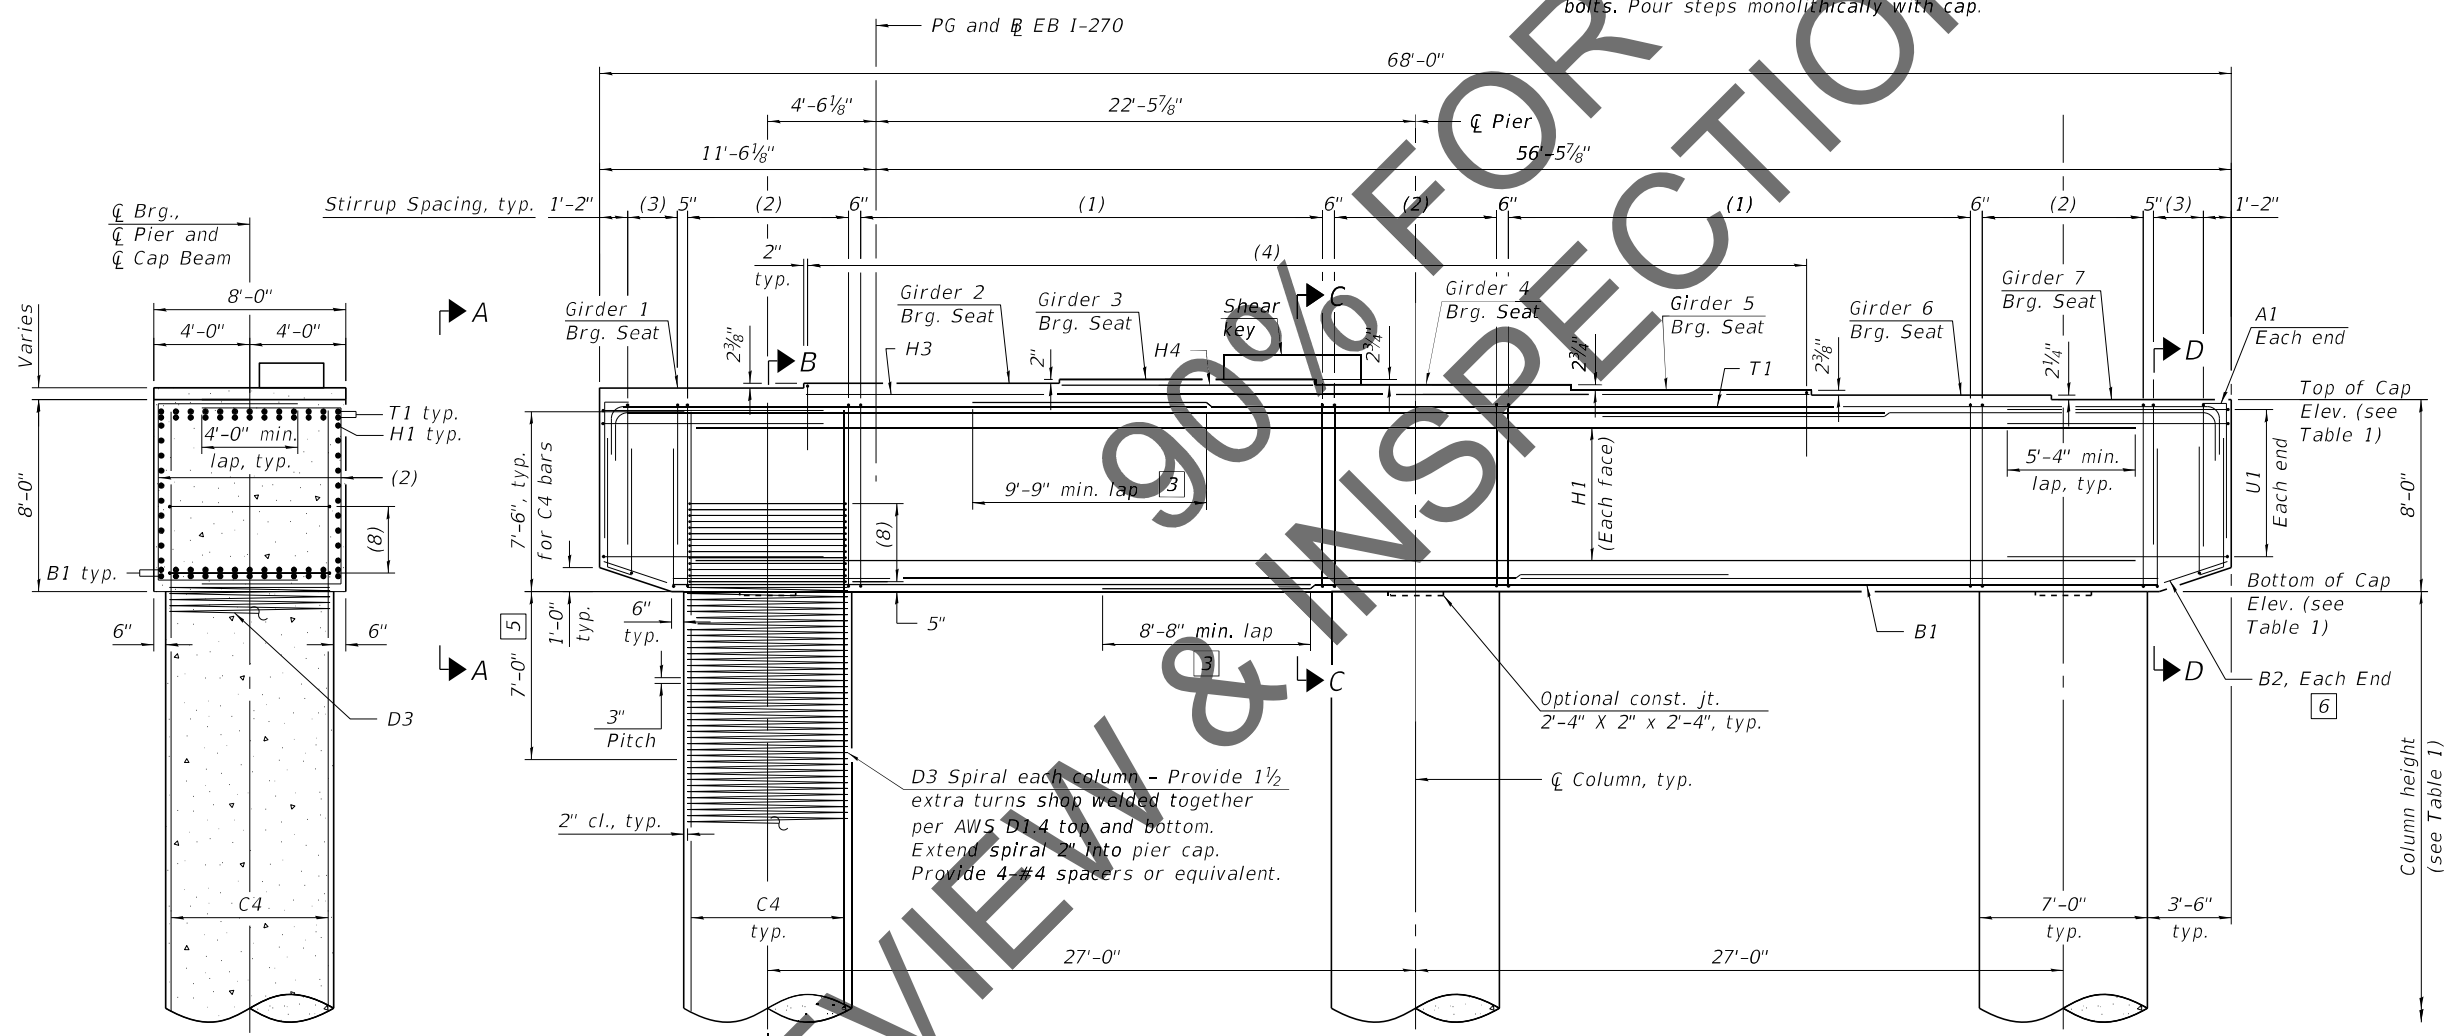 bolts. Pour steps monolithically with cap.
PG and ⅊ EB I-270
68'-0"
4'-6⅛"
22'-5⅞"
℄ Pier
11'-6⅛"
56'-5⅞"
Stirrup Spacing, typ.
1'-2"
(3)
5"
(2)
6"
(1)
6"
(2)
6"
(1)
6"
(2)
5"
(3)
1'-2"
℄ Brg.,
℄ Pier and
℄ Cap Beam
2"
typ.
(4)
8'-0"
4'-0"
4'-0"
Varies
A
Girder 1
Brg. Seat
Girder 2
Brg. Seat
Girder 3
Brg. Seat
Shear
key
C
Girder 4
Brg. Seat
Girder 5
Brg. Seat
Girder 6
Brg. Seat
Girder 7
Brg. Seat
A1
Each end
2⅜"
B
H3
2"
H4
2¾"
2¾"
T1
2⅜"
2¼"
D
Top of Cap
Elev. (see
Table 1)
T1 typ.
H1 typ.
4'-0" min.
lap, typ.
(2)
8'-0"
(8)
B1 typ.
6"
6"
D3
C4
7'-6", typ.
for C4 bars
9'-9" min. lap
3
(8)
H1
(Each face)
5'-4" min.
lap, typ.
U1
Each end
8'-0"
Bottom of Cap
Elev. (see
Table 1)
5
7'-0"
1'-0"
typ.
6"
typ.
5"
8'-8" min. lap
3
B1
A
C
D
B2, Each End
6
3"
Pitch
Optional const. jt.
2'-4" X 2" x 2'-4", typ.
D3 Spiral each column - Provide 1½
extra turns shop welded together
per AWS D1.4 top and bottom.
Extend spiral 2" into pier cap.
Provide 4-#4 spacers or equivalent.
℄ Column, typ.
2" cl., typ.
C4
typ.
7'-0"
typ.
3'-6"
typ.
27'-0"
27'-0"
Column height
(see Table 1)
90% FOR
VIEW & INSPECTION